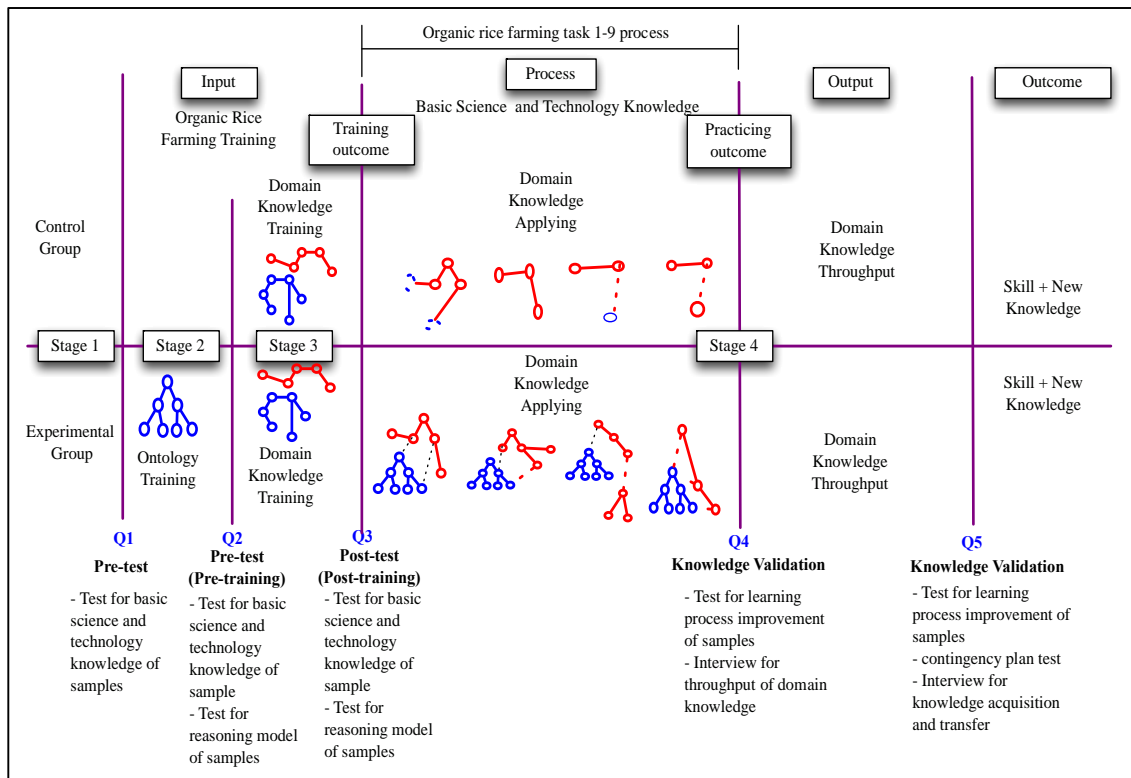 Organic rice farming task 1-9 process
Input
Process
Output
Outcome
Organic Rice
Farming Training
Basic Science and Technology Knowledge
Training
outcome
Practicing
outcome
Domain
Knowledge
Training
Domain
Knowledge
Applying
Control
Group
Domain
Knowledge
Throughput
Skill + New
Knowledge
Stage 1
Stage 2
Stage 3
Stage 4
Domain
Knowledge
Applying
Skill + New
Knowledge
Experimental
Group
Ontology
Training
Domain
Knowledge
Training
Domain
Knowledge
Throughput
Q1
Pre-test
- Test for basic
science and
technology
knowledge of
samples
Q2
Pre-test
(Pre-training)
- Test for basic
science and
technology
knowledge of
sample
- Test for
reasoning model
of samples
Q3
Post-test
(Post-training)
- Test for basic
science and
technology
knowledge of
sample
- Test for
reasoning model
of samples
Q4
Knowledge Validation
- Test for learning
process improvement
of samples
- Interview for
throughput of domain
knowledge
Q5
Knowledge Validation
- Test for learning
process improvement of
samples
- contingency plan test
- Interview for
knowledge acquisition
and transfer